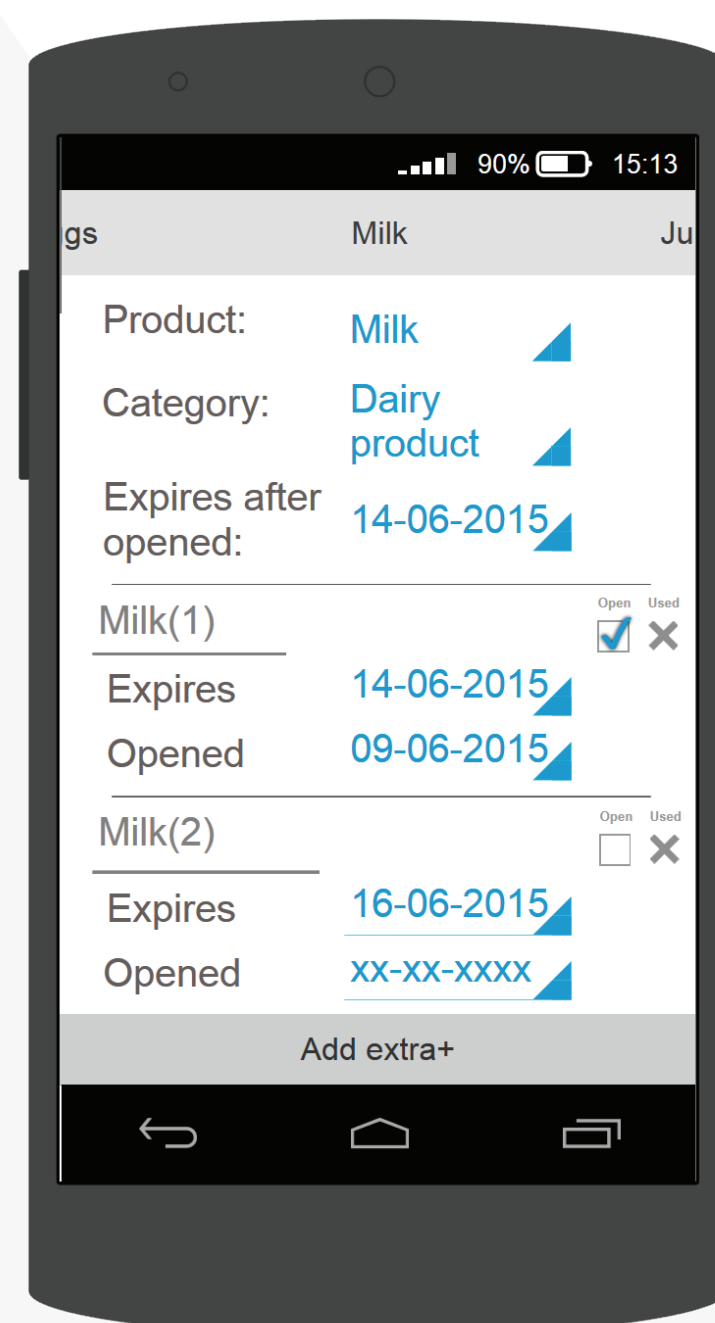 90% 15:13
gs Milk Ju
Product: Milk
Category: Dairy
product
Expires after
opened: 14-06-2015
Open Used
Milk(1)
Expires 14-06-2015
Opened 09-06-2015
Open Used
Milk(2)
Expires 16-06-2015
Opened xx-xx-xxxx
Add extra+